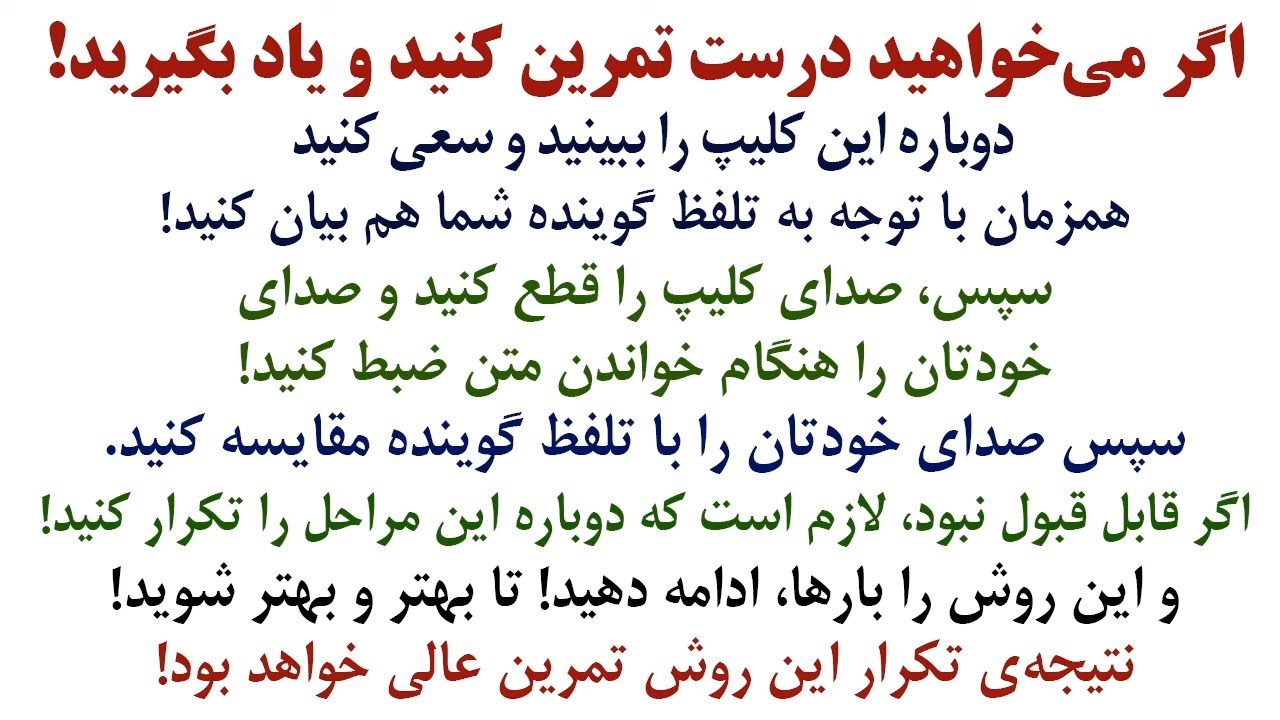 اگر می‌خواهید درست تمرین کنید و یاد بگیرید!
دوباره این کلیپ را ببینید و سعی کنید
همزمان با توجه به تلفظ گوینده شما هم بیان کنید!
سپس، صدای کلیپ را قطع کنید و صدای
خودتان را هنگام خواندن متن ضبط کنید!
سپس صدای خودتان را با تلفظ گوینده مقایسه کنید.
اگر قابل قبول نبود، لازم است که دوباره این مراحل را تکرار کنید!
و این روش را بارها، ادامه دهید! تا بهتر و بهتر شوید!
نتیجه‌ی تکرار این روش تمرین عالی خواهد بود!